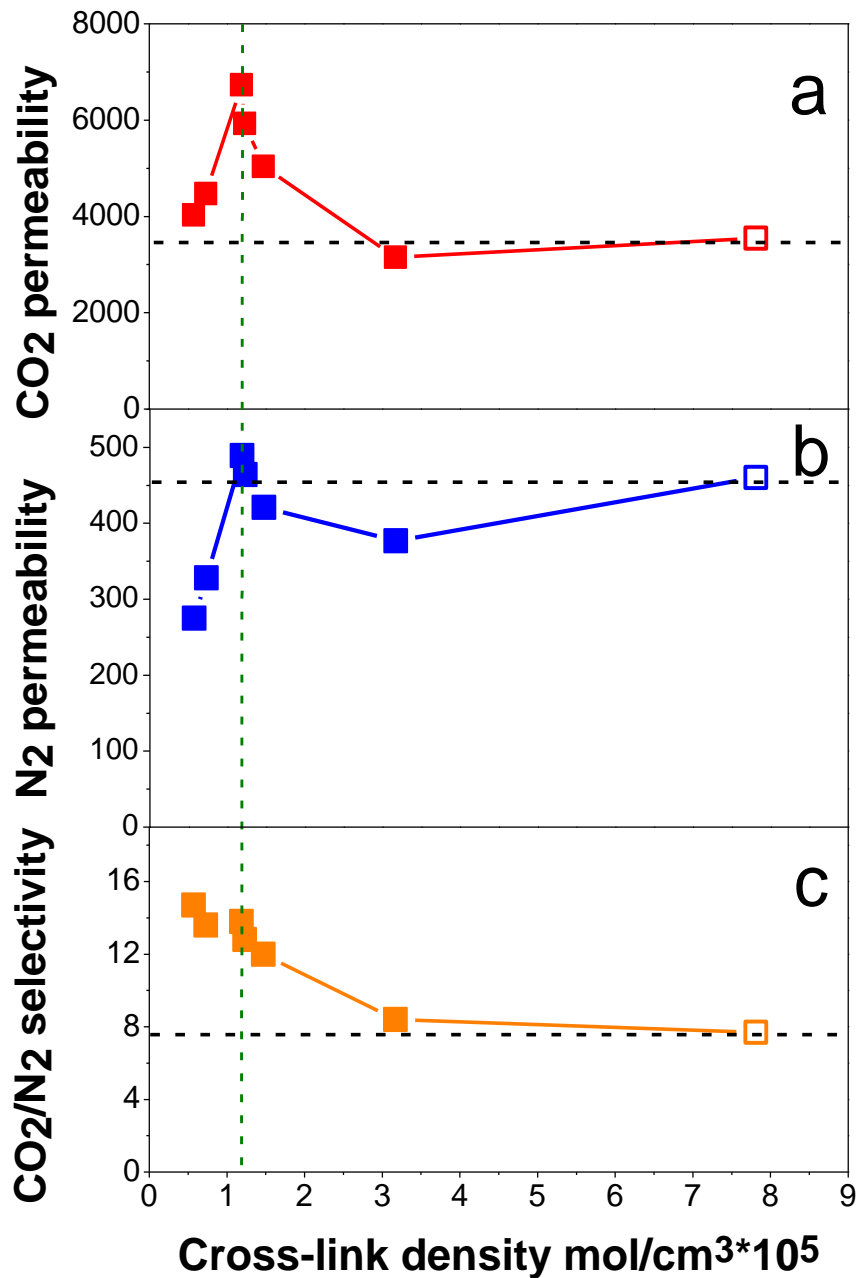 8000
6000
4000
2000
0
CO2 permeability
a
500
400
300
200
100
0
N2 permeability
b
16
12
8
4
0
CO2/N2 selectivity
c
0 1 2 3 4 5 6 7 8 9
Cross-link density mol/cm3*105